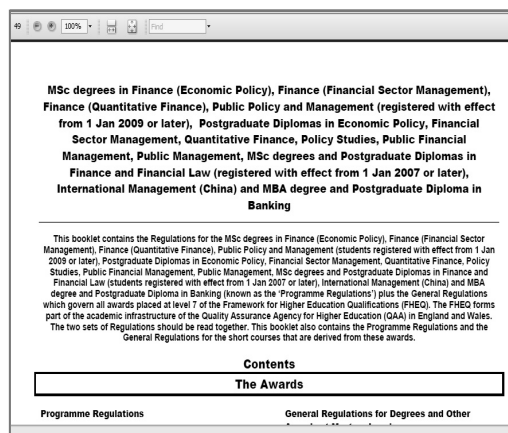 49 100% Find
MSc degrees in Finance (Economic Policy), Finance (Financial Sector Management),
Finance (Quantitative Finance), Public Policy and Management (registered with effect
from 1 Jan 2009 or later), Postgraduate Diplomas in Economic Policy, Financial
Sector Management, Quantitative Finance, Policy Studies, Public Financial
Management, Public Management, MSc degrees and Postgraduate Diplomas in
Finance and Financial Law (registered with effect from 1 Jan 2007 or later),
International Management (China) and MBA degree and Postgraduate Diploma in
Banking
This booklet contains the Regulations for the MSc degrees in Finance (Economic Policy), Finance (Financial Sector
Management), Finance (Quantitative Finance), Public Policy and Management (students registered with effect from 1 Jan
2009 or later), Postgraduate Diplomas in Economic Policy, Financial Sector Management, Quantitative Finance, Policy
Studies, Public Financial Management, Public Management, MSc degrees and Postgraduate Diplomas in Finance and
Financial Law (students registered with effect from 1 Jan 2007 or later), International Management (China) and MBA
degree and Postgraduate Diploma in Banking (known as the 'Programme Regulations') plus the General Regulations
which govern all awards placed at level 7 of the Framework for Higher Education Qualifications (FHEQ). The FHEQ forms
part of the academic infrastructure of the Quality Assurance Agency for Higher Education (QAA) in England and Wales.
The two sets of Regulations should be read together. This booklet also contains the Programme Regulations and the
General Regulations for the short courses that are derived from these awards.
Contents
The Awards
Programme Regulations
General Regulations for Degrees and Other